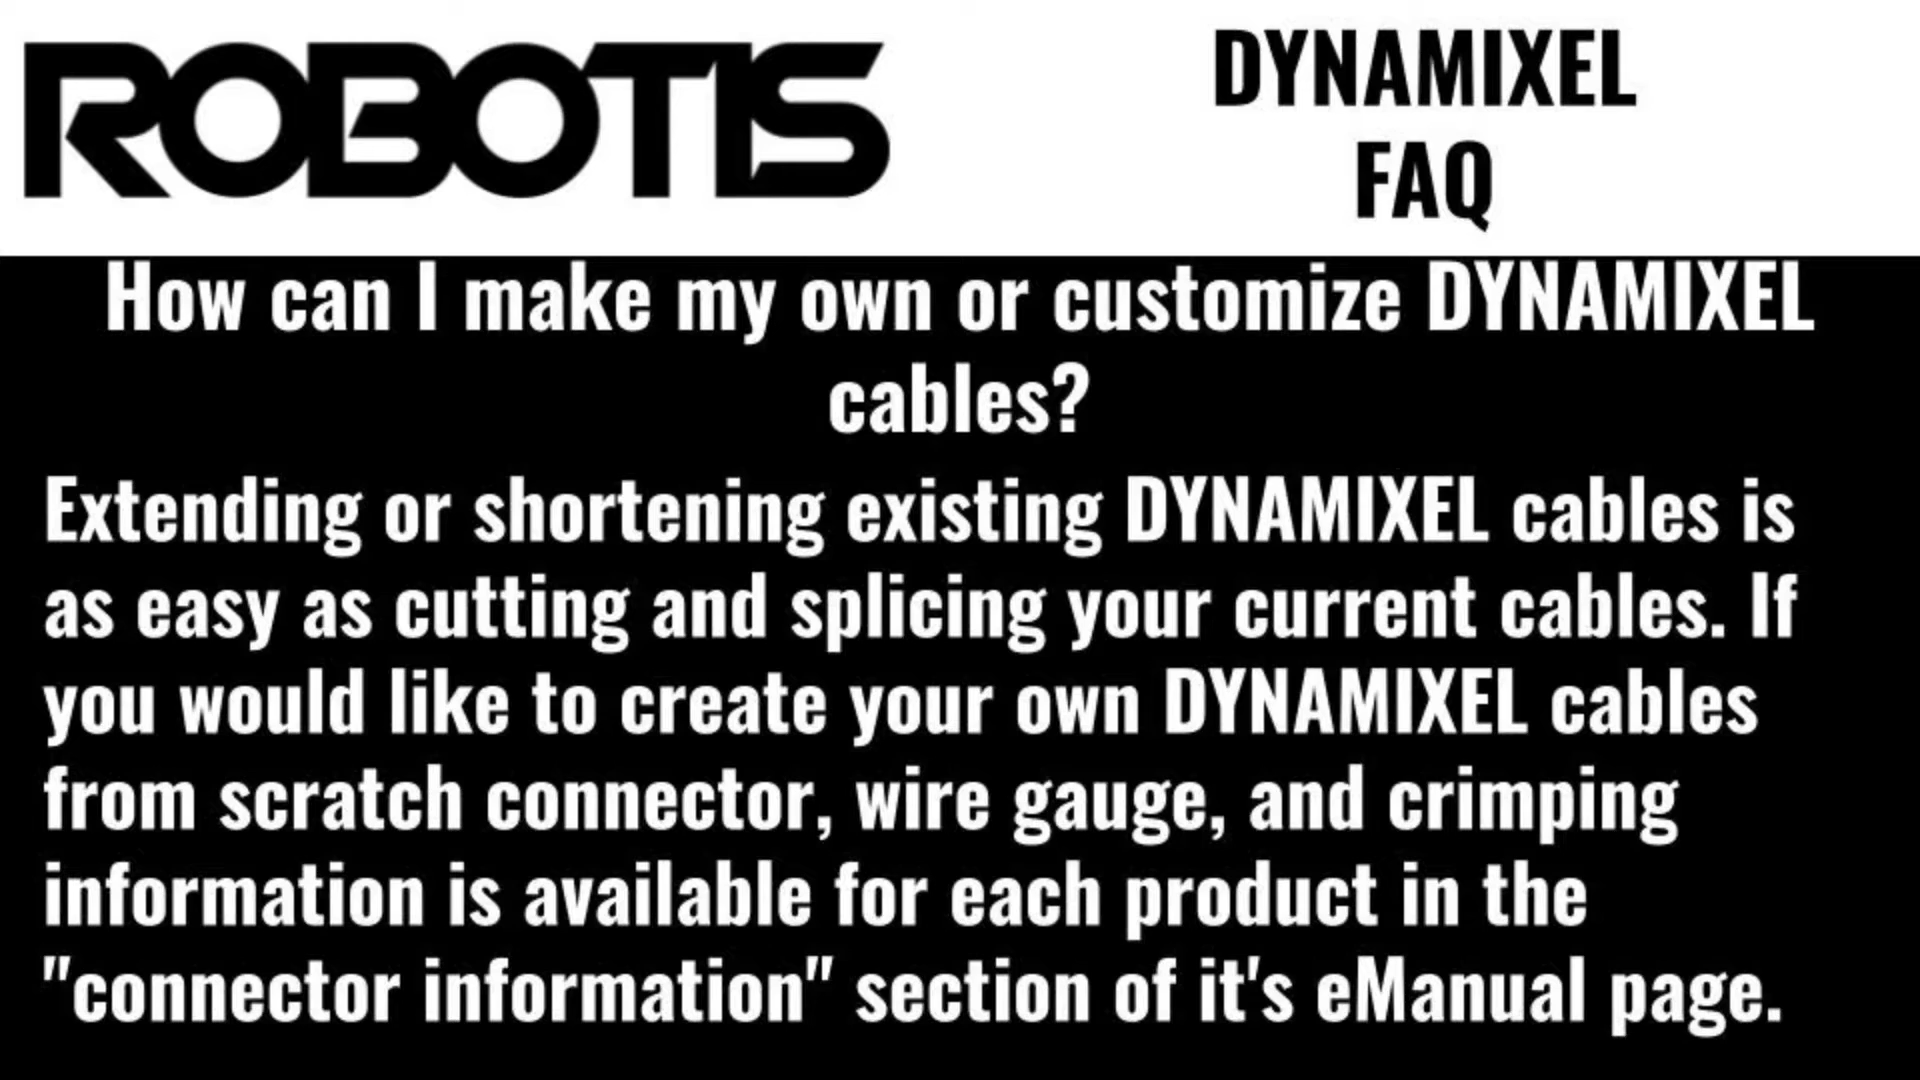 ROBOTIS
DYNAMIXEL
FAQ
How can I make my own or customize DYNAMIXEL
cables?
Extending or shortening existing DYNAMIXEL cables is
as easy as cutting and splicing your current cables. If
you would like to create your own DYNAMIXEL cables
from scratch connector, wire gauge, and crimping
information is available for each product in the
"connector information" section of it's eManual page.